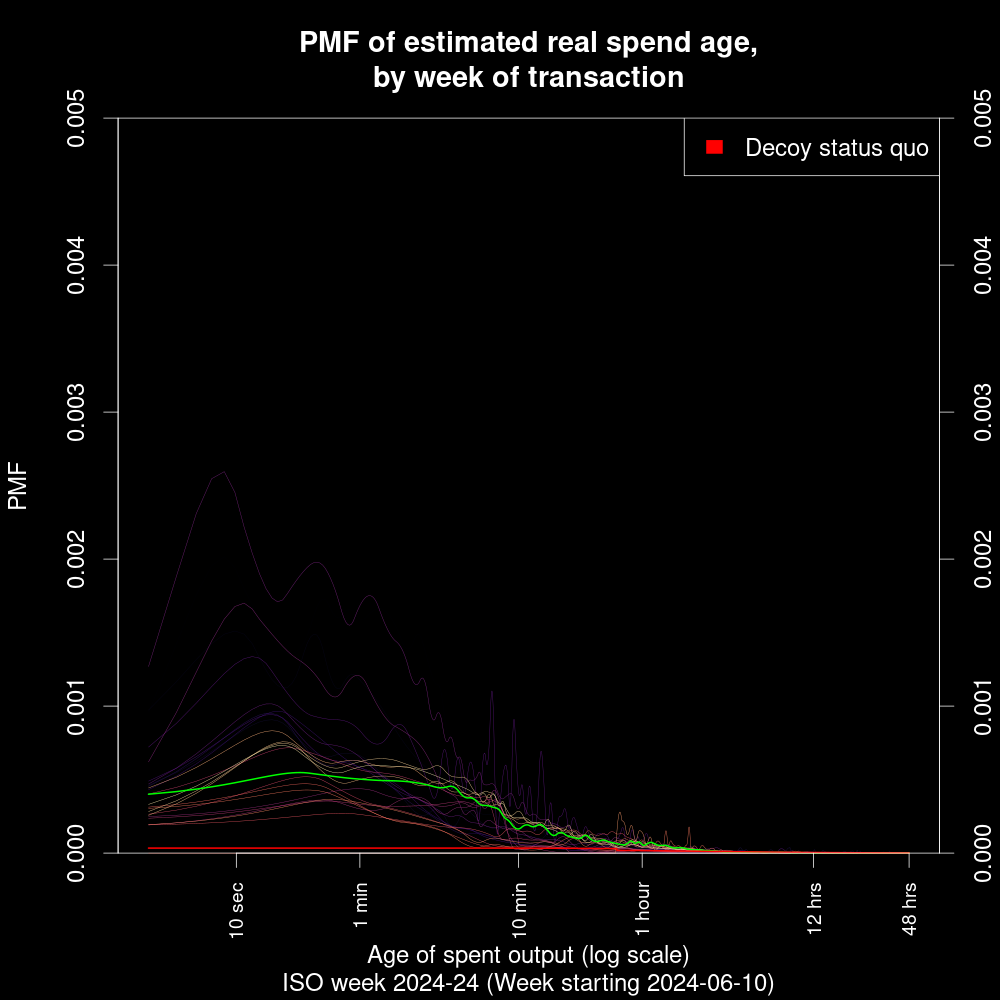 PMF of estimated real spend age,
by week of transaction
Decoy status quo
PMF
0.000
0.001
0.002
0.003
0.004
0.005
0.000
0.001
0.002
0.003
0.004
0.005
10 sec
1 min
10 min
1 hour
12 hrs
48 hrs
Age of spent output (log scale)
ISO week 2024-24 (Week starting 2024-06-10)